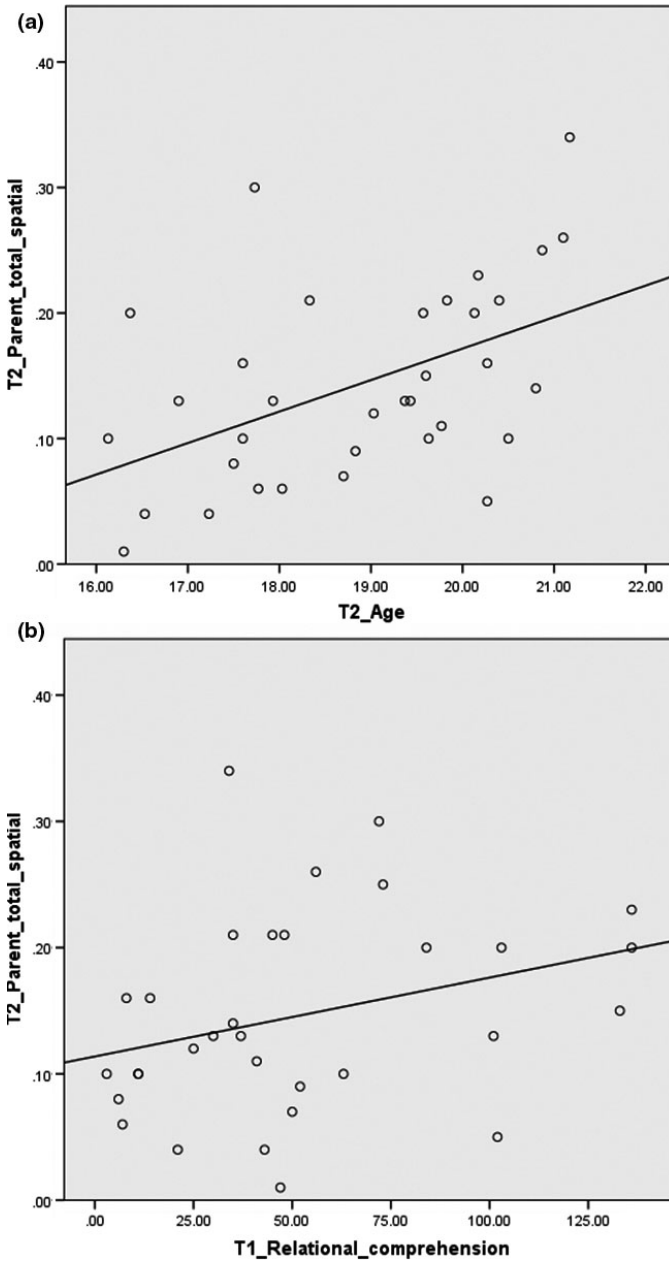 (a)
T2_Parent_total_spatial
.40
.30
.20
.10
.00
16.00 17.00 18.00 19.00 20.00 21.00 22.00
T2_Age
(b)
T2_Parent_total_spatial
.40
.30
.20
.10
.00
.00 25.00 50.00 75.00 100.00 125.00
T1_Relational_comprehension